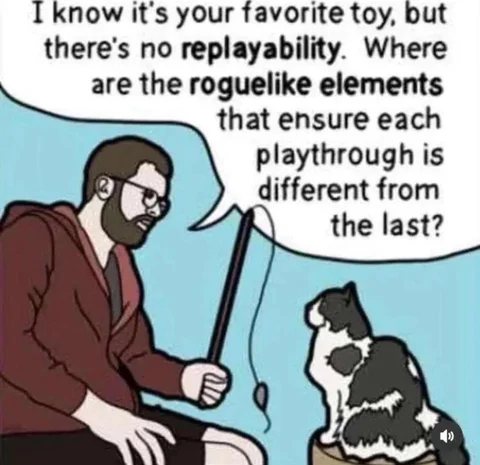 I know it's your favorite toy, but
there's no replayability. Where
are the roguelike elements
that ensure each
playthrough is
different from
the last?